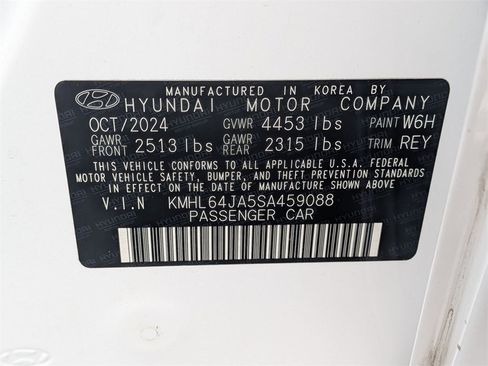 MANUFACTURED IN KOREA BY
HYUNDAI MOTOR COMPANY
OCT/2024 GVWR 4453 lbs PAINT W6H
GAWR FRONT 2513 lbs GAWR REAR 2315 lbs TRIM REY
THIS VEHICLE CONFORMS TO ALL APPLICABLE U.S.A. FEDERAL
MOTOR VEHICLE SAFETY, BUMPER, AND THEFT PREVENTION STANDARDS
IN EFFECT ON THE DATE OF MANUFACTURE SHOWN ABOVE.
V.I.N KMHL64JA5SA459088
PASSENGER CAR